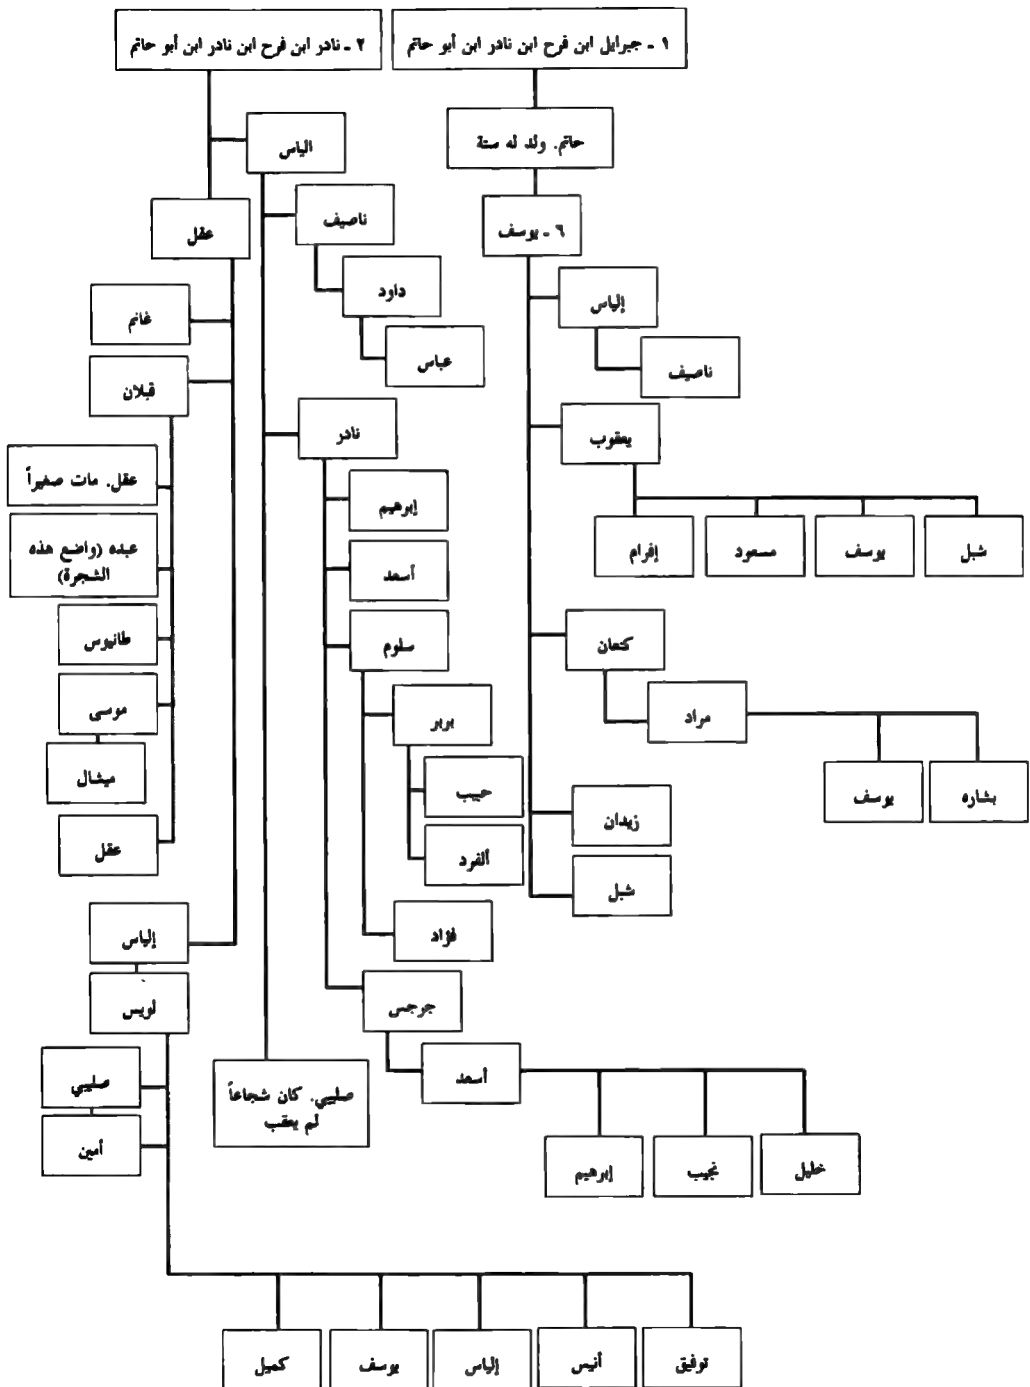 ١ ـ جبرايل ابن فرح ابن نادر ابن أبو حاتم
حاتم. ولد له ستة
٦ ـ يوسف
إلياس
ناصيف
يعقوب
شبل
يوسف
مسعود
إفرام
كنعان
مراد
بشاره
يوسف
زيدان
شبل
٢ ـ نادر ابن فرح ابن نادر ابن أبو حاتم
الياس
ناصيف
داود
عباس
نادر
إبرهيم
أسعد
سلوم
بربر
حبيب
ألفرد
فؤاد
جرجس
أسعد
خليل
نجيب
إبرهيم
صليبي. كان شجاعاً
لم يعقب
عقل
غانم
قبلان
عقل. مات صغيراً
عبده (واضع هذه
الشجرة)
طانيوس
موسى
ميشال
عقل
إلياس
لويس
صليبي
أمين
توفيق
أنيس
إلياس
يوسف
كميل